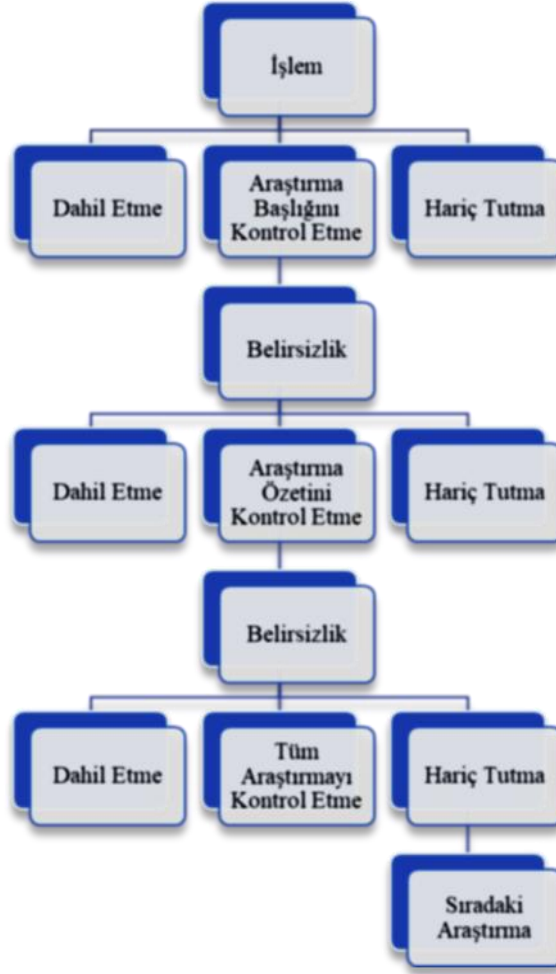 İşlem
Dahil Etme
Araştırma
Başlığını
Kontrol Etme
Hariç Tutma
Belirsizlik
Dahil Etme
Araştırma
Özetini
Kontrol Etme
Hariç Tutma
Belirsizlik
Dahil Etme
Tüm
Araştırmayı
Kontrol Etme
Hariç Tutma
Sıradaki
Araştırma